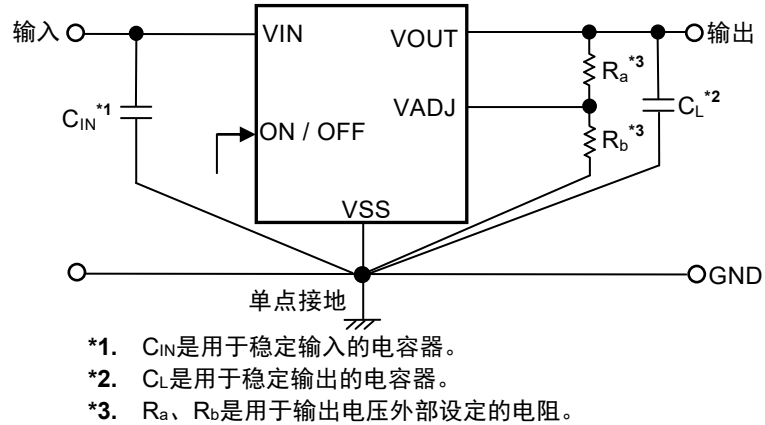 输入
VIN
VOUT
输出
Ra*3
CIN*1
VADJ
CL*2
ON / OFF
Rb*3
VSS
GND
单点接地
*1. CIN是用于稳定输入的电容器。
*2. CL是用于稳定输出的电容器。
*3. Ra、Rb是用于输出电压外部设定的电阻。